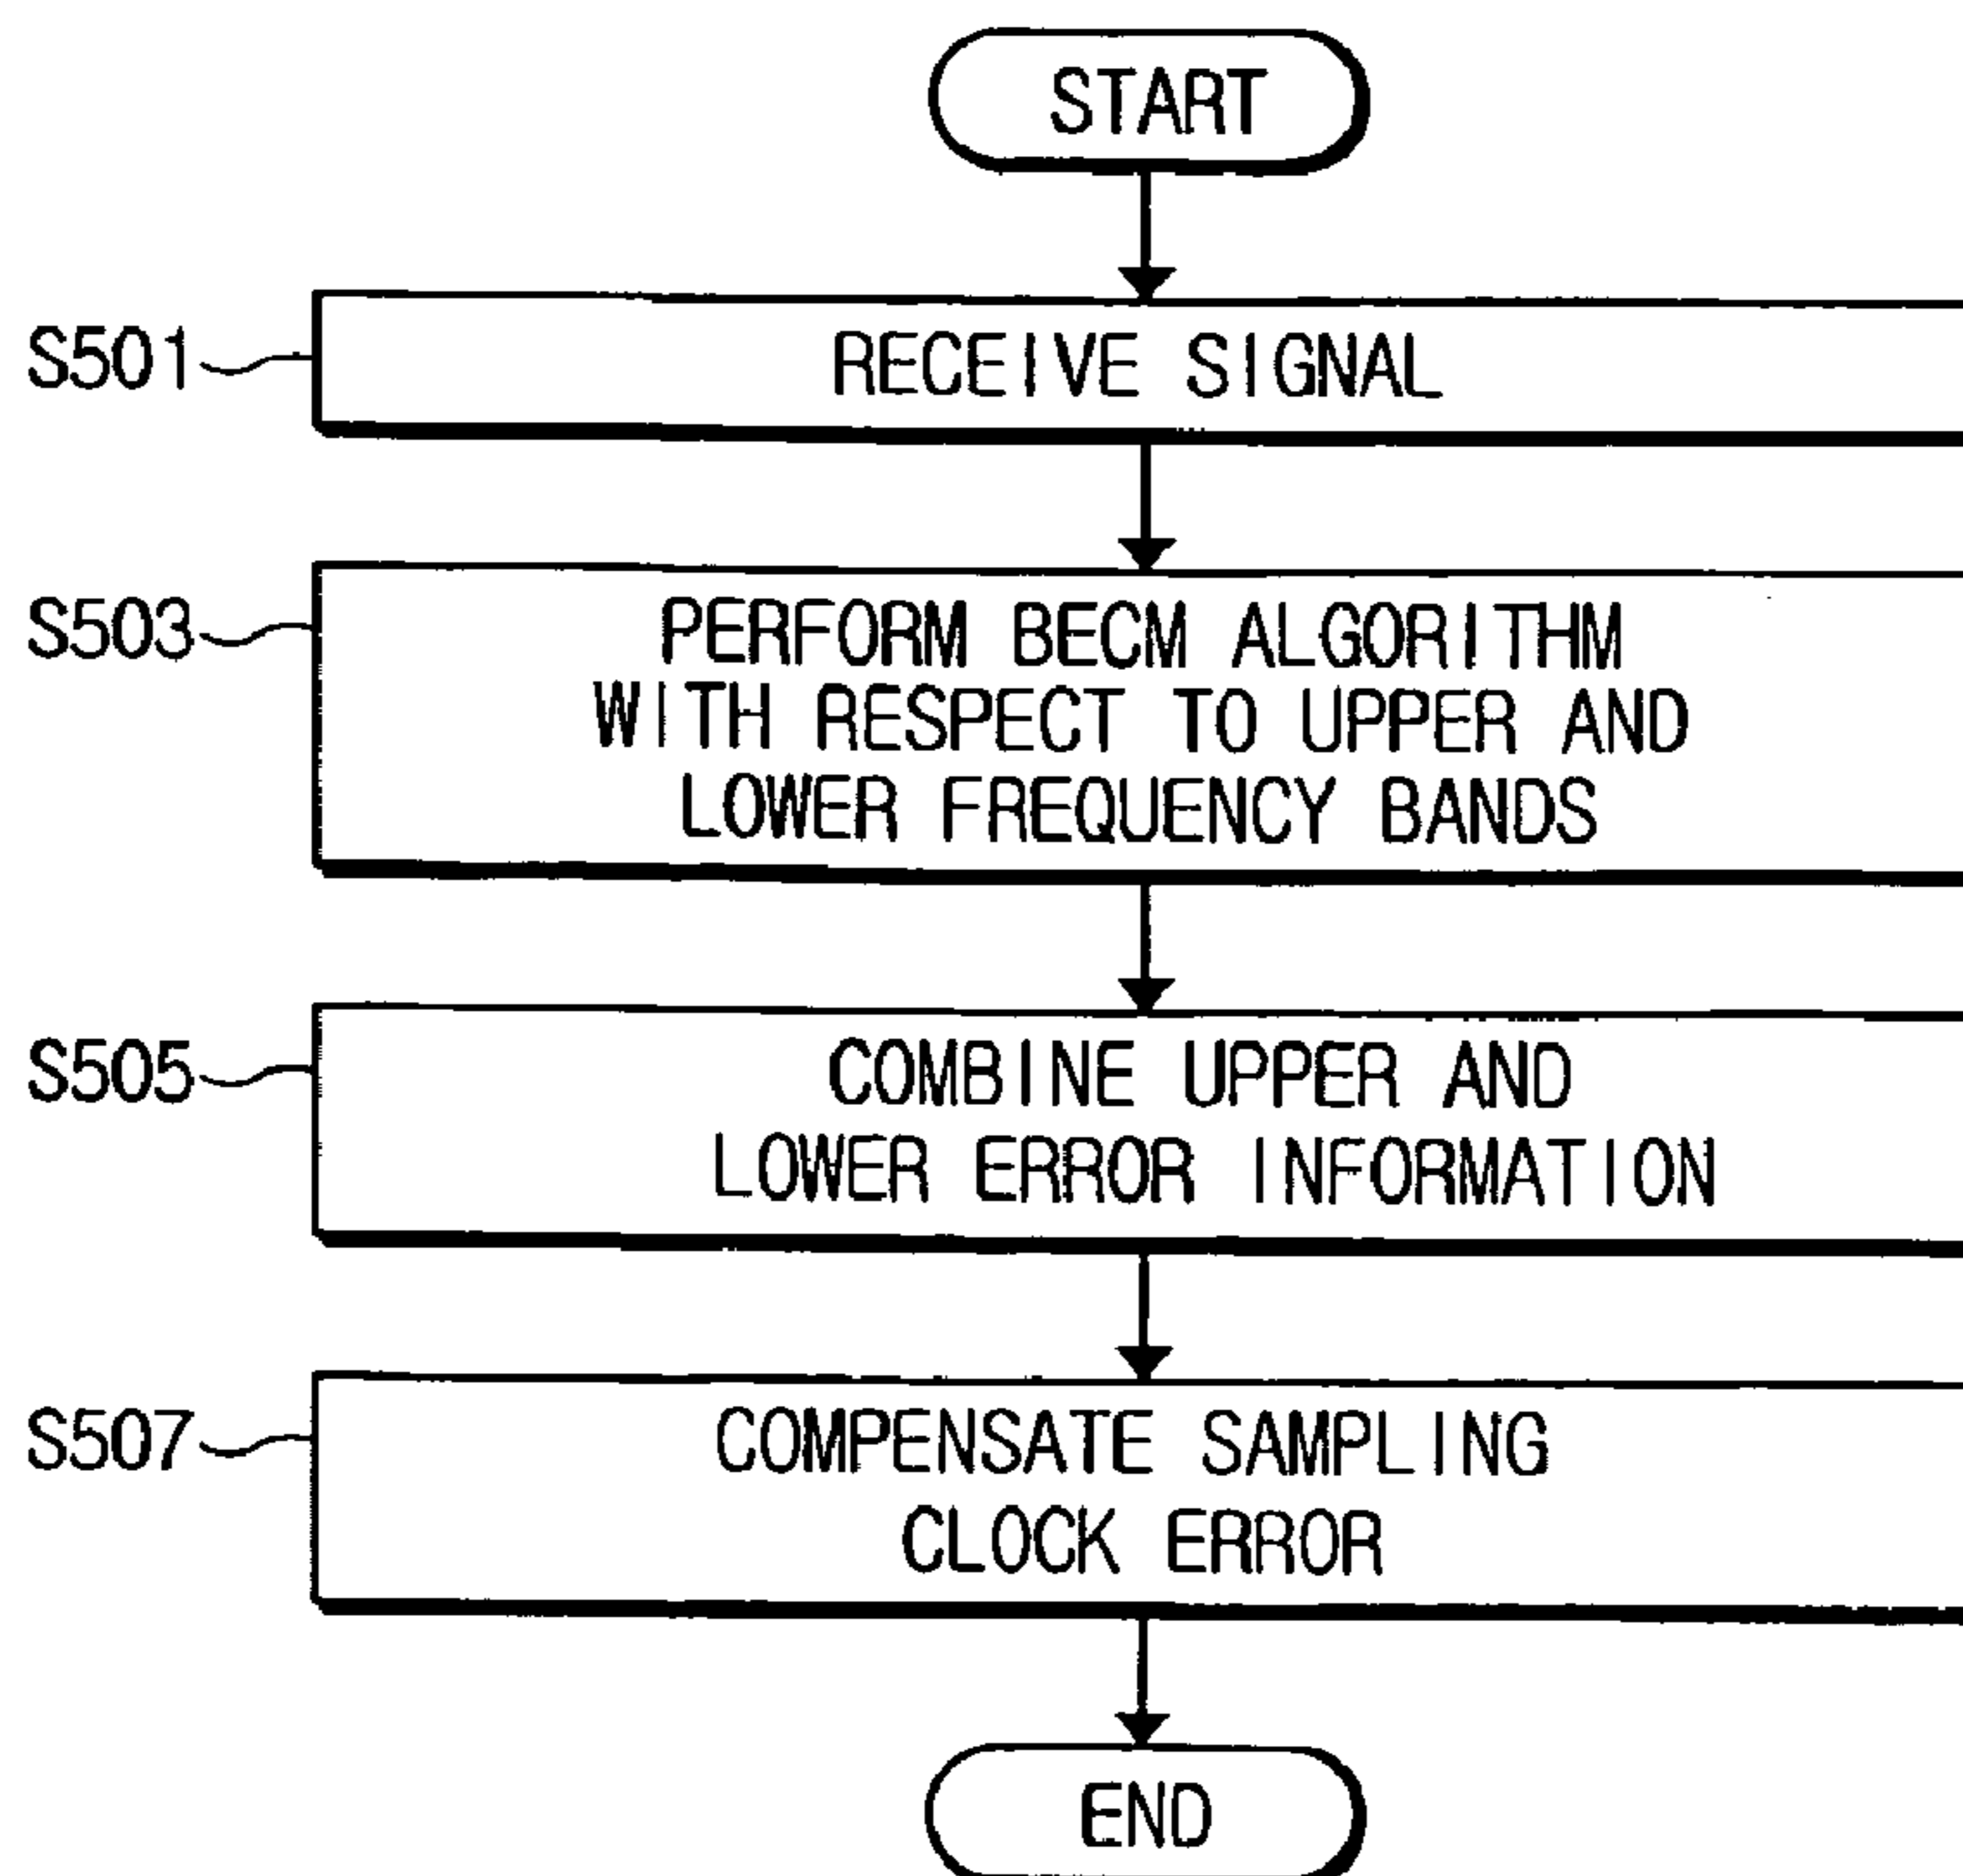 START
S501
RECEIVE SIGNAL
S503
PERFORM BECM ALGORITHM
WITH RESPECT TO UPPER AND
LOWER FREQUENCY BANDS
S505
COMBINE UPPER AND
LOWER ERROR INFORMATION
S507
COMPENSATE SAMPLING
CLOCK ERROR
END